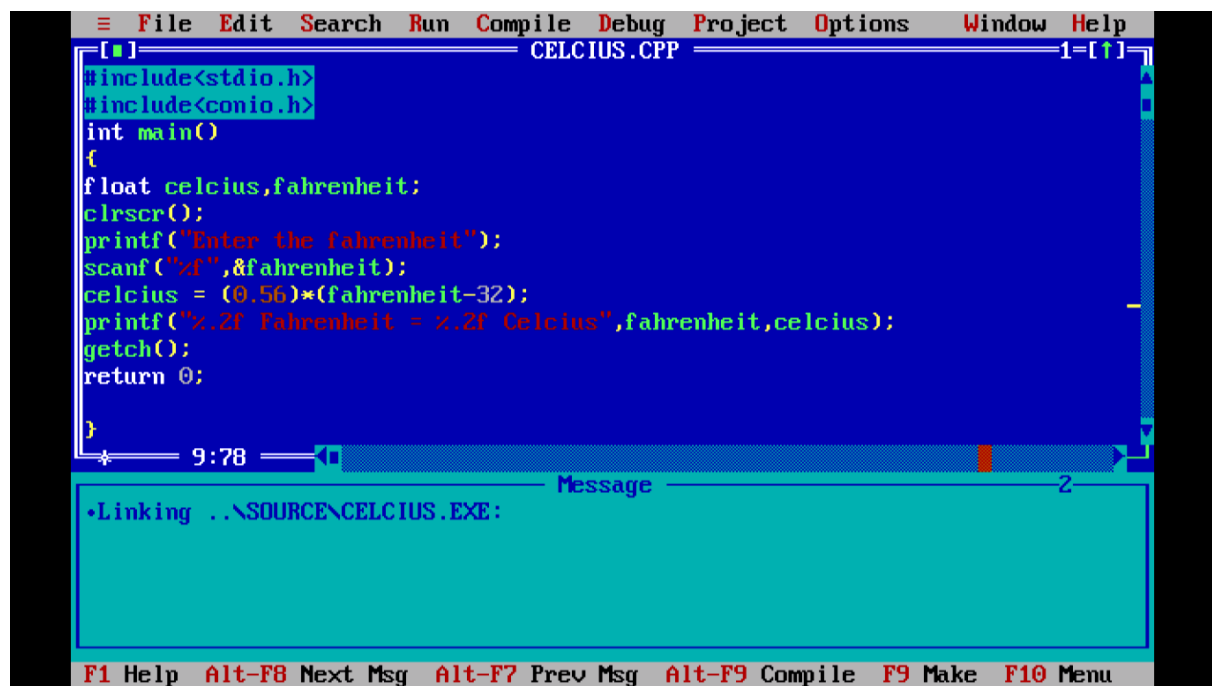 ≡ File Edit Search Run Compile Debug Project Options Window Help
[■] CELCIUS.CPP 1=[↑]
#include<stdio.h>
#include<conio.h>
int main()
{
float celcius,fahrenheit;
clrscr();
printf("Enter the fahrenheit");
scanf("%f",&fahrenheit);
celcius = (0.56)*(fahrenheit-32);
printf("%.2f Fahrenheit = %.2f Celcius",fahrenheit,celcius);
getch();
return 0;
}
9:78
Message 2
•Linking ..\SOURCE\CELCIUS.EXE:
F1 Help Alt-F8 Next Msg Alt-F7 Prev Msg Alt-F9 Compile F9 Make F10 Menu